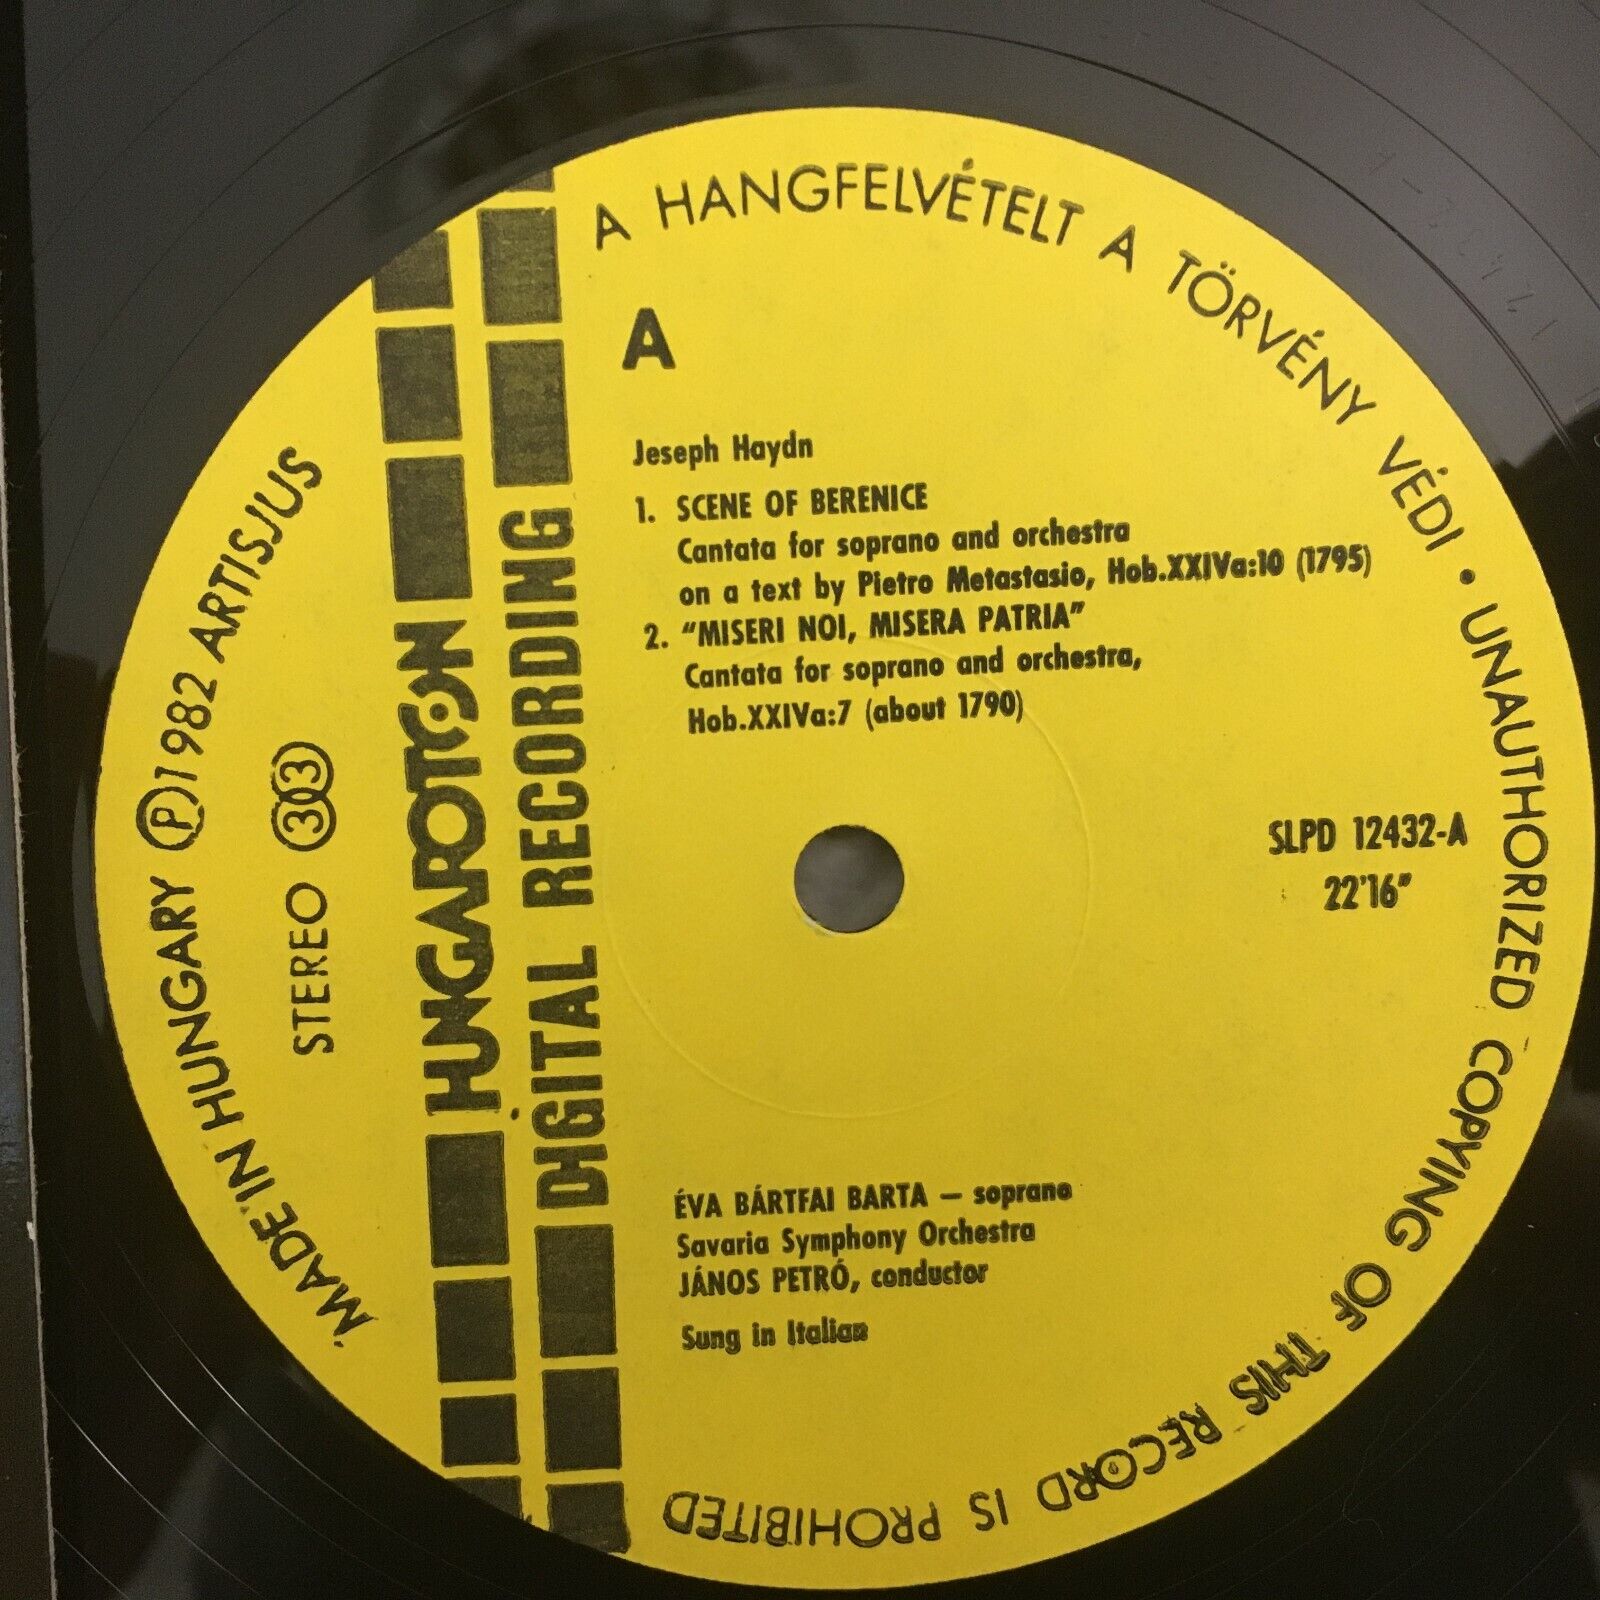 A HANGFELVÉTELT A TÖRVÉNY VÉDI • UNAUTHORIZED COPYING OF THIS RECORD IS PROHIBITED
MADE IN HUNGARY Ⓟ 1982 ARTISJUS
STEREO 33
HUNGAROTON
DIGITAL RECORDING
A
Jeseph Haydn
1. SCENE OF BERENICE
Cantata for soprano and orchestra
on a text by Pietro Metastasio, Hob.XXIVa:10 (1795)
2. "MISERI NOI, MISERA PATRIA"
Cantata for soprano and orchestra,
Hob.XXIVa:7 (about 1790)
SLPD 12432-A
22'16"
ÉVA BÁRTFAI BARTA — soprano
Savaria Symphony Orchestra
JÁNOS PETRÓ, conductor
Sung in Italian